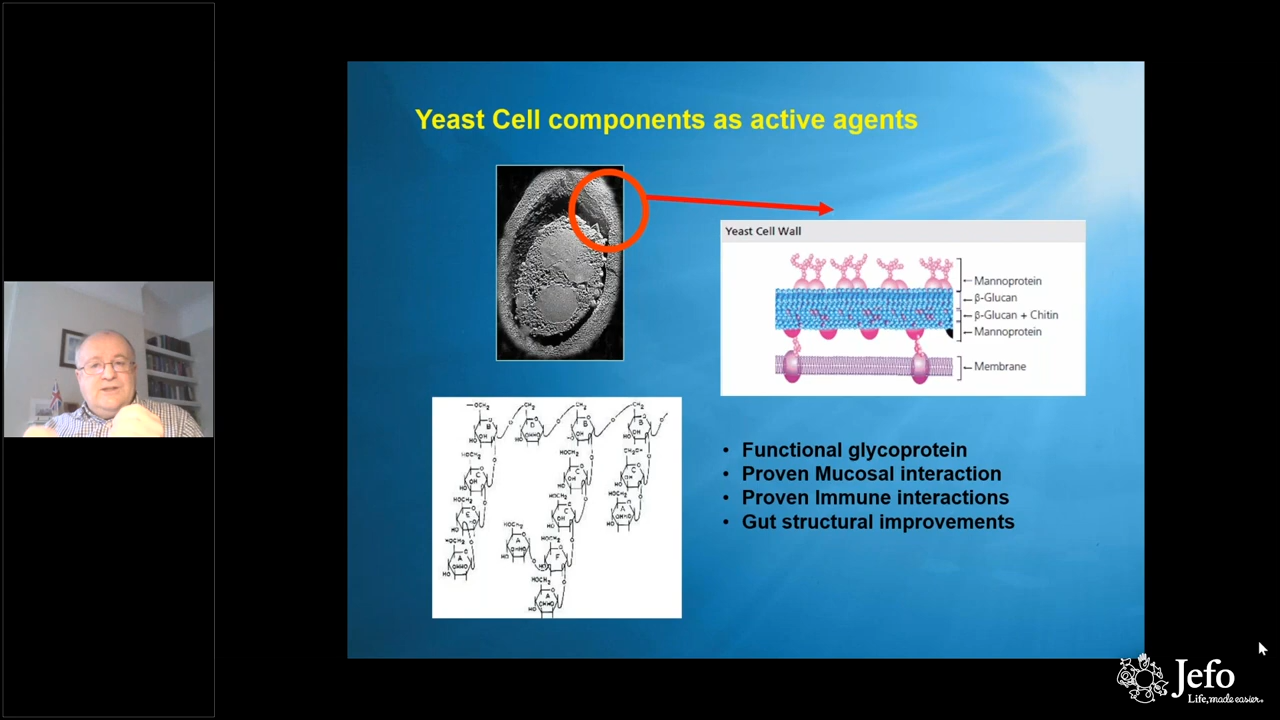 Yeast Cell components as active agents
Yeast Cell Wall
Mannoprotein
β-Glucan
β-Glucan + Chitin
Mannoprotein
Membrane
• Functional glycoprotein
• Proven Mucosal interaction
• Proven Immune interactions
• Gut structural improvements
Jefo
Life, made easier.